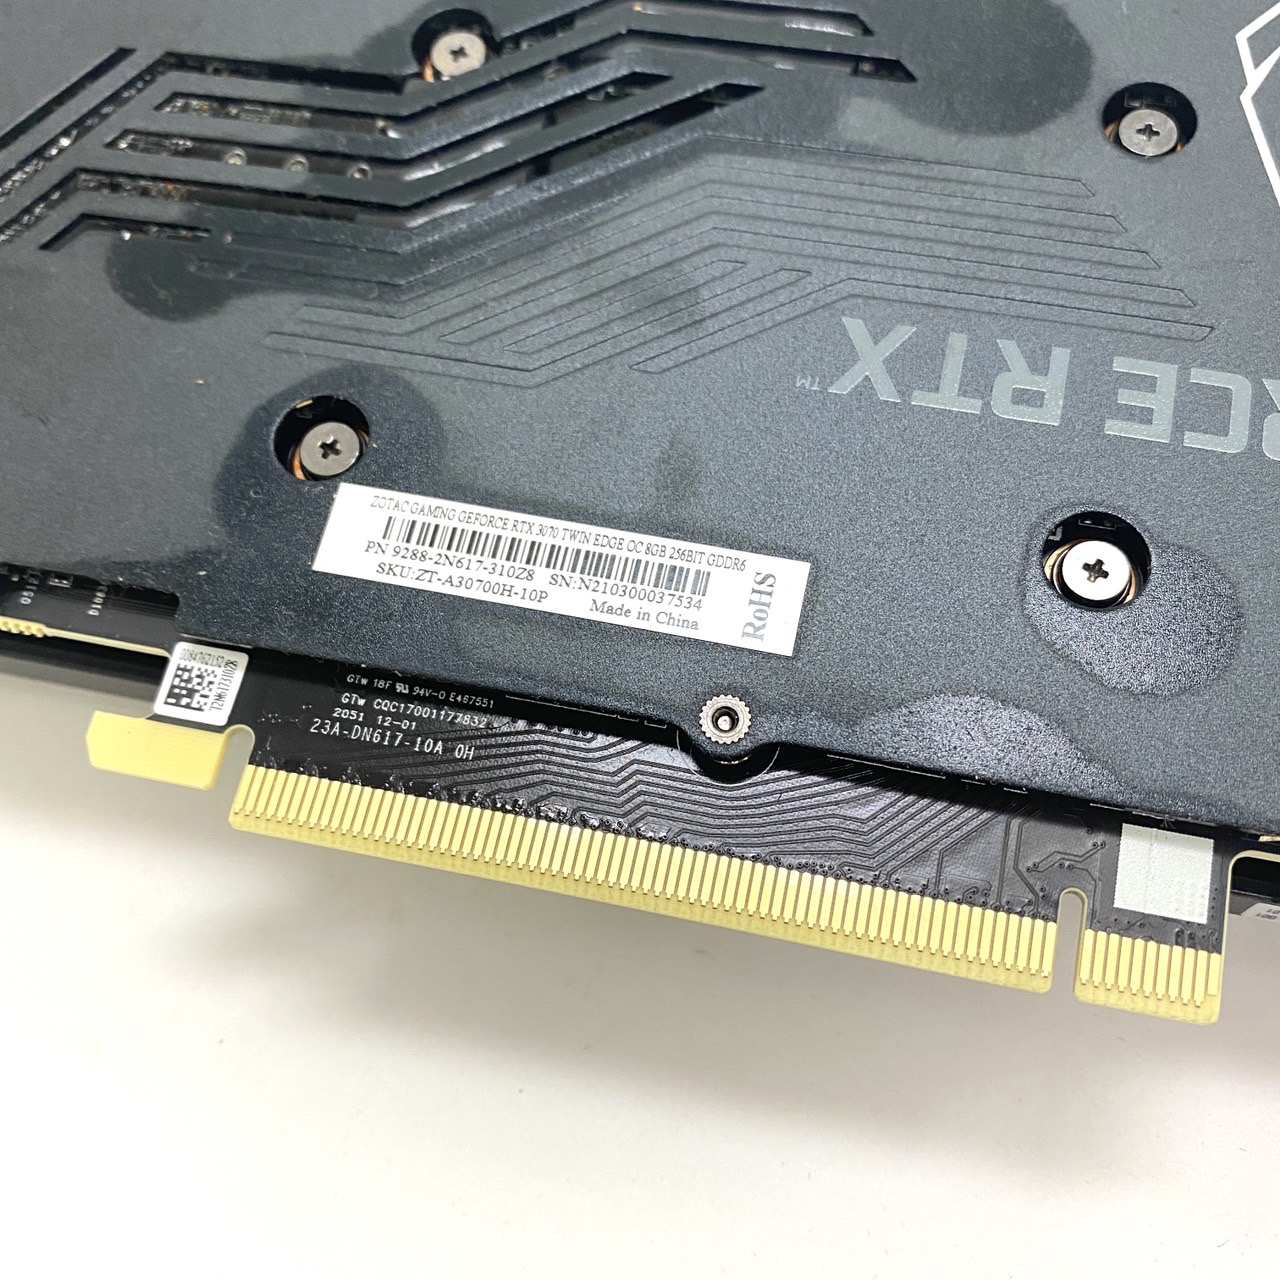 RCE RTX™
ZOTAC GAMING GEFORCE RTX 3070 TWIN EDGE OC 8GB 256BIT GDDR6
PN 9288-2N617-310Z8 SN:N210300037534
SKU:ZT-A30700H-10P Made in China
RoHS
GTW 18F 94V-0 E467551
GTW CQC17001177832
2051 12-01
23A-DN617-10A 0H